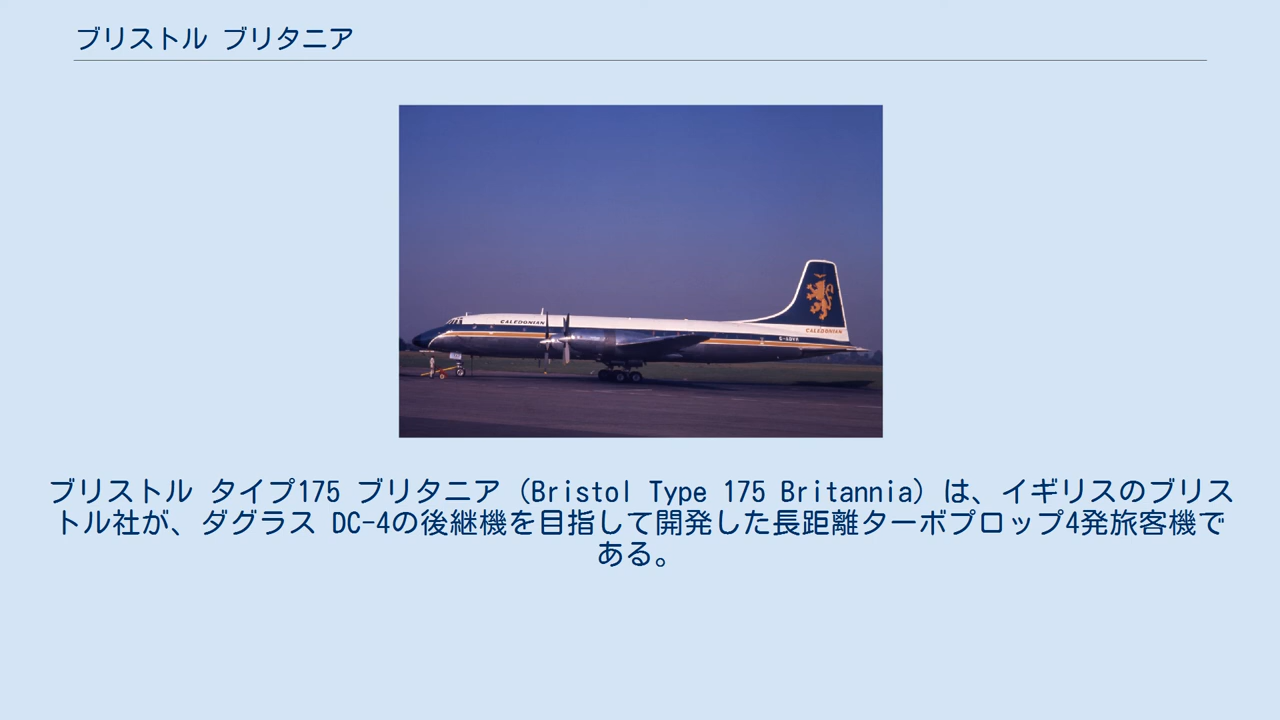 ブリストル ブリタニア
CALEDONIAN
CALEDONIAN
ブリストル タイプ175 ブリタニア（Bristol Type 175 Britannia）は、イギリスのブリス
トル社が、ダグラス DC-4の後継機を目指して開発した長距離ターボプロップ4発旅客機で
ある。